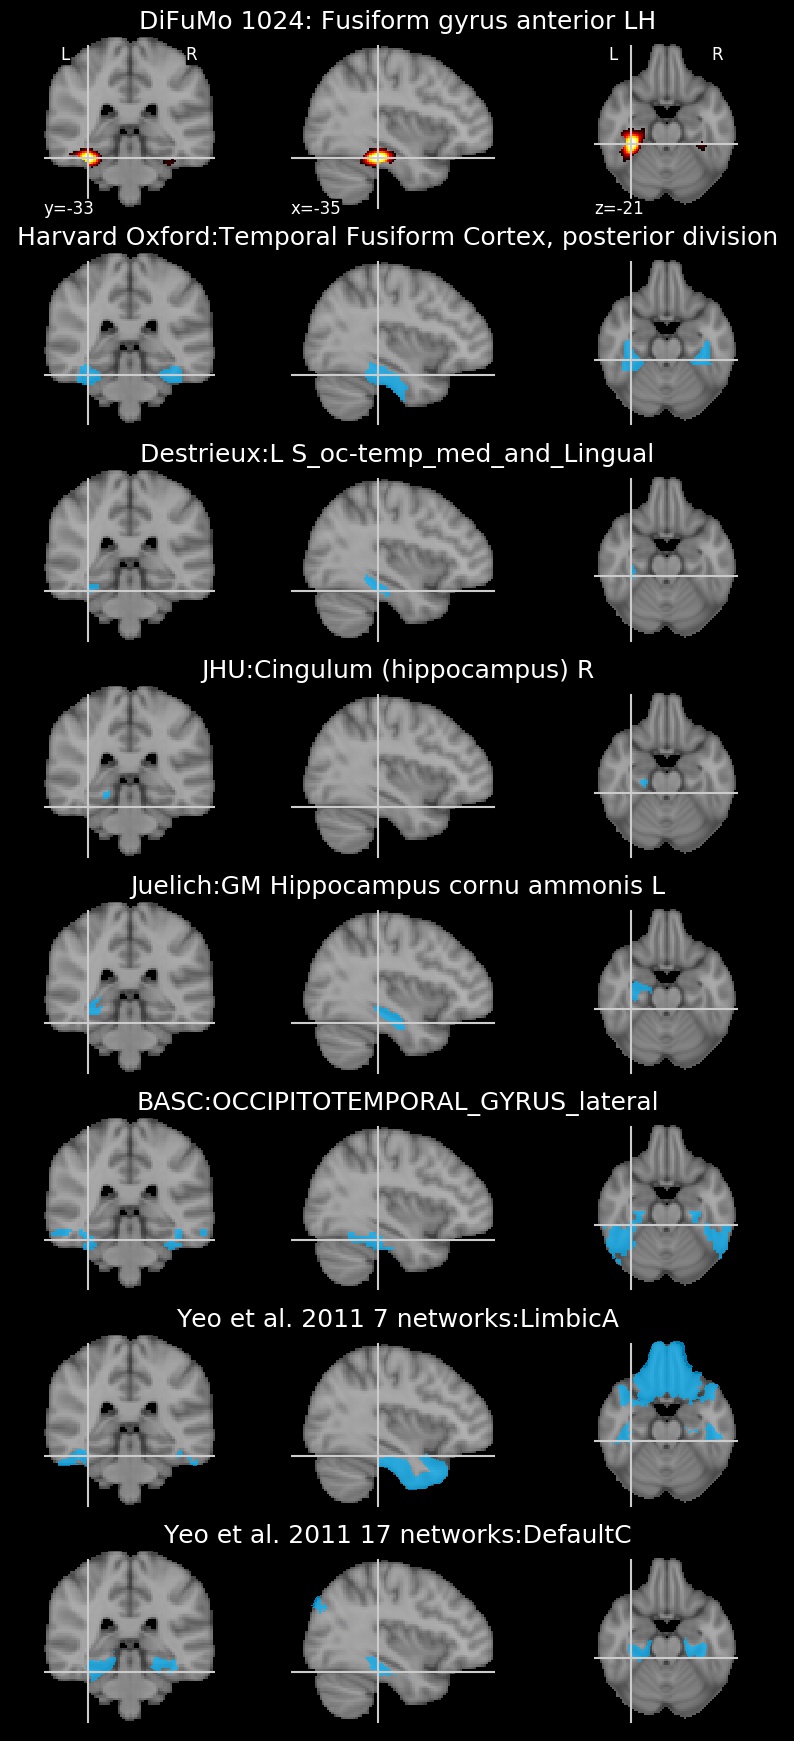 DiFuMo 1024: Fusiform gyrus anterior LH
L R L R
y=-33 x=-35 z=-21
Harvard Oxford:Temporal Fusiform Cortex, posterior division
Destrieux:L S_oc-temp_med_and_Lingual
JHU:Cingulum (hippocampus) R
Juelich:GM Hippocampus cornu ammonis L
BASC:OCCIPITOTEMPORAL_GYRUS_lateral
Yeo et al. 2011 7 networks:LimbicA
Yeo et al. 2011 17 networks:DefaultC